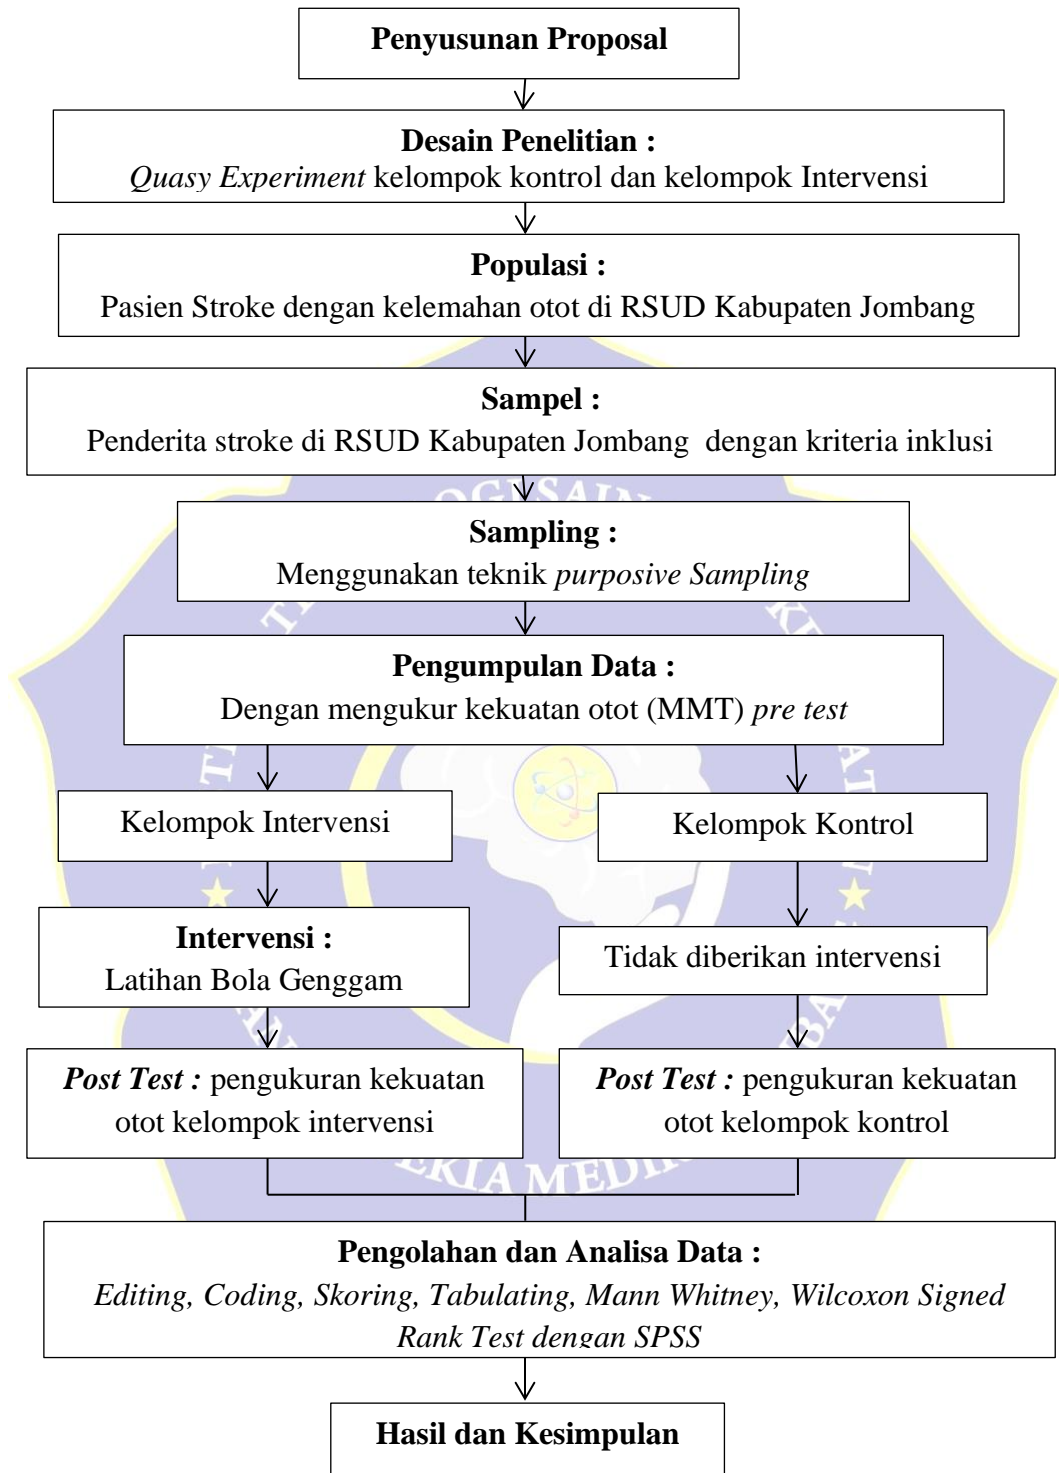 Penyusunan Proposal
Desain Penelitian :
Quasy Experiment kelompok kontrol dan kelompok Intervensi
Populasi :
Pasien Stroke dengan kelemahan otot di RSUD Kabupaten Jombang
Sampel :
Penderita stroke di RSUD Kabupaten Jombang dengan kriteria inklusi
Sampling :
Menggunakan teknik purposive Sampling
Pengumpulan Data :
Dengan mengukur kekuatan otot (MMT) pre test
Kelompok Intervensi
Kelompok Kontrol
Intervensi :
Latihan Bola Genggam
Tidak diberikan intervensi
Post Test : pengukuran kekuatan
otot kelompok intervensi
Post Test : pengukuran kekuatan
otot kelompok kontrol
Pengolahan dan Analisa Data :
Editing, Coding, Skoring, Tabulating, Mann Whitney, Wilcoxon Signed
Rank Test dengan SPSS
Hasil dan Kesimpulan